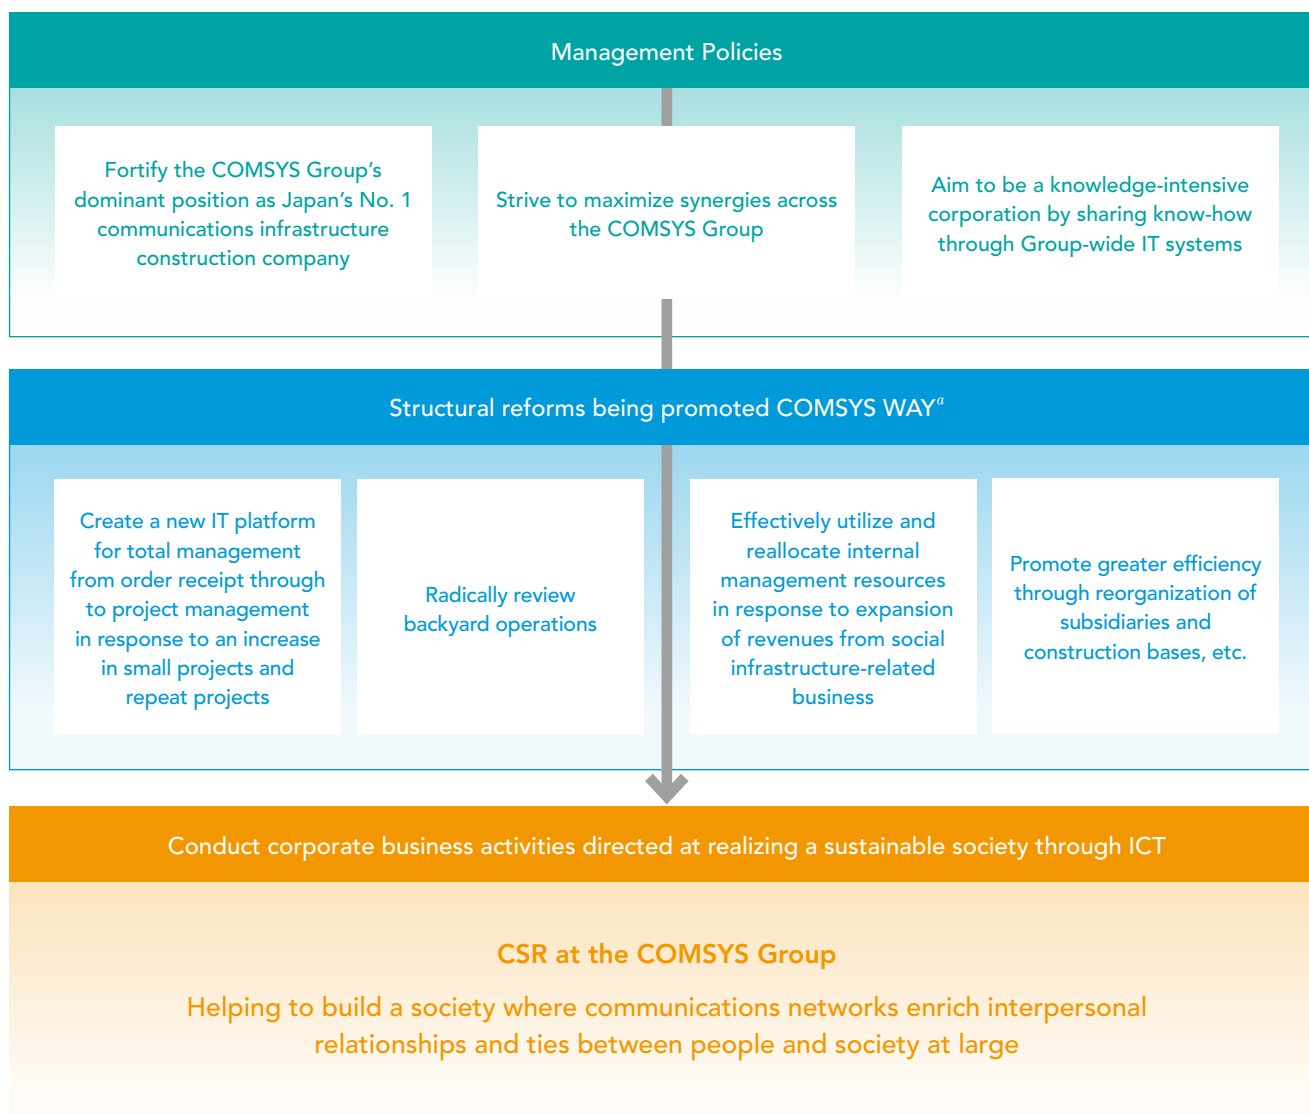 Management Policies
Fortify the COMSYS Group's
dominant position as Japan's No. 1
communications infrastructure
construction company
Strive to maximize synergies across
the COMSYS Group
Aim to be a knowledge-intensive
corporation by sharing know-how
through Group-wide IT systems
Structural reforms being promoted COMSYS WAYᵃ
Create a new IT platform
for total management
from order receipt through
to project management
in response to an increase
in small projects and
repeat projects
Radically review
backyard operations
Effectively utilize and
reallocate internal
management resources
in response to expansion
of revenues from social
infrastructure-related
business
Promote greater efficiency
through reorganization of
subsidiaries and
construction bases, etc.
Conduct corporate business activities directed at realizing a sustainable society through ICT
CSR at the COMSYS Group
Helping to build a society where communications networks enrich interpersonal
relationships and ties between people and society at large